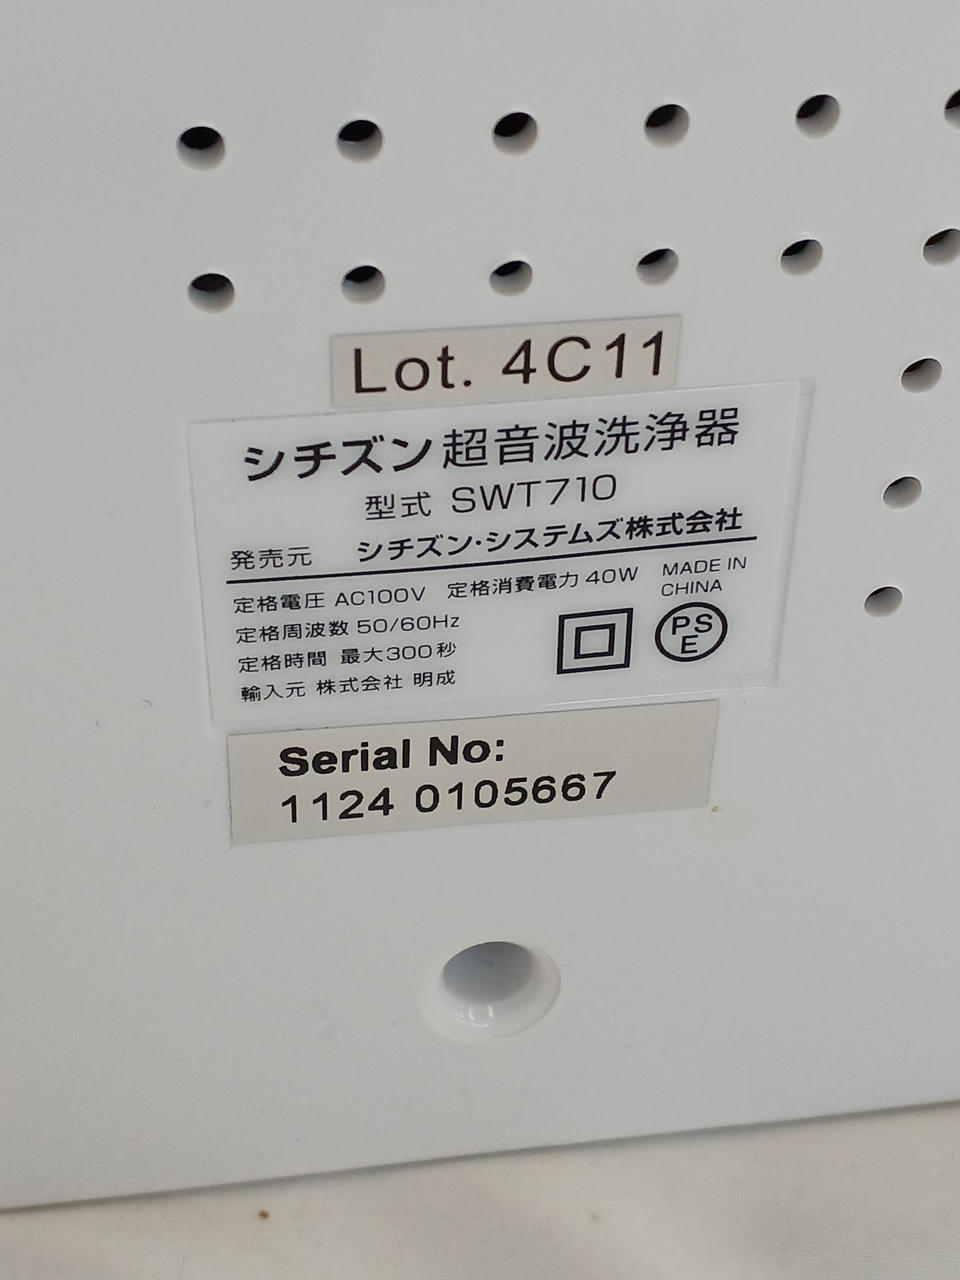 Lot. 4C11
シチズン 超音波洗浄器
型式 SWT710
発売元 シチズン・システムズ株式会社
定格電圧 AC100V 定格消費電力 40W
定格周波数 50/60Hz
定格時間 最大300秒
輸入元 株式会社 明成
MADE IN
CHINA
PS
E
Serial No:
1124 0105667